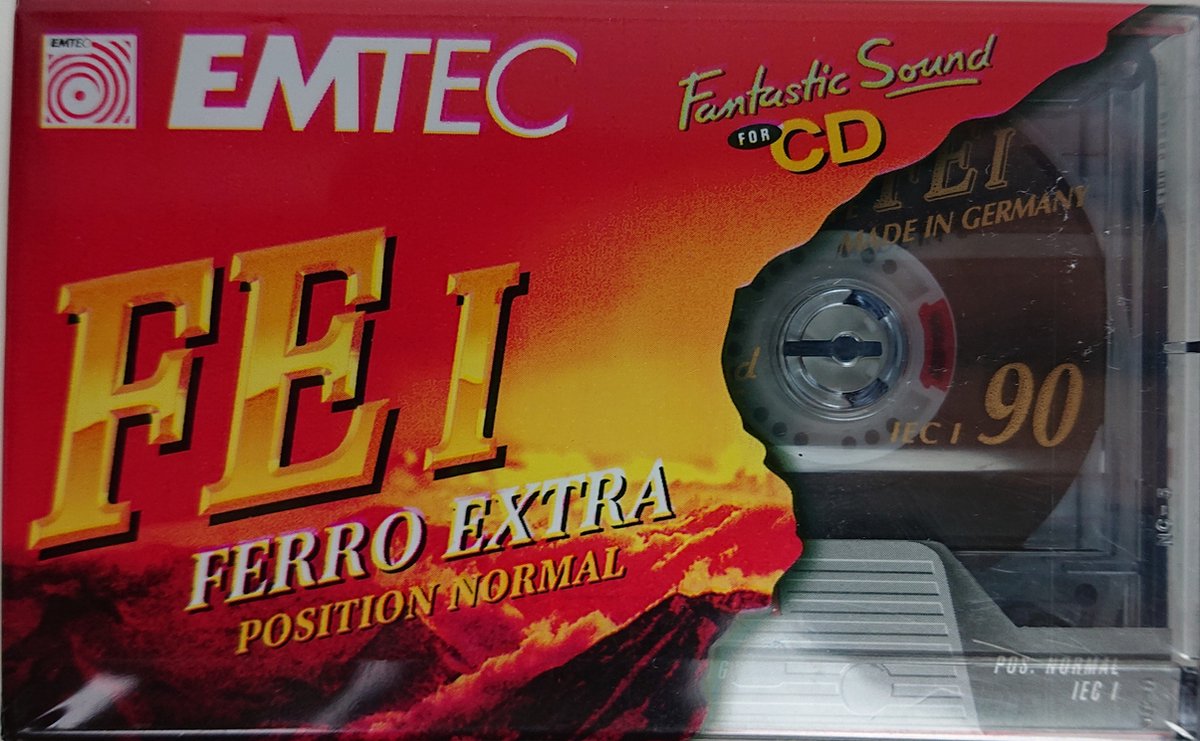 EMTEC
EMTEC
Fantastic Sound
FOR CD
FE I
FERRO EXTRA
POSITION NORMAL
FE I
MADE IN GERMANY
IEC I 90
POS. NORMAL
IEC I